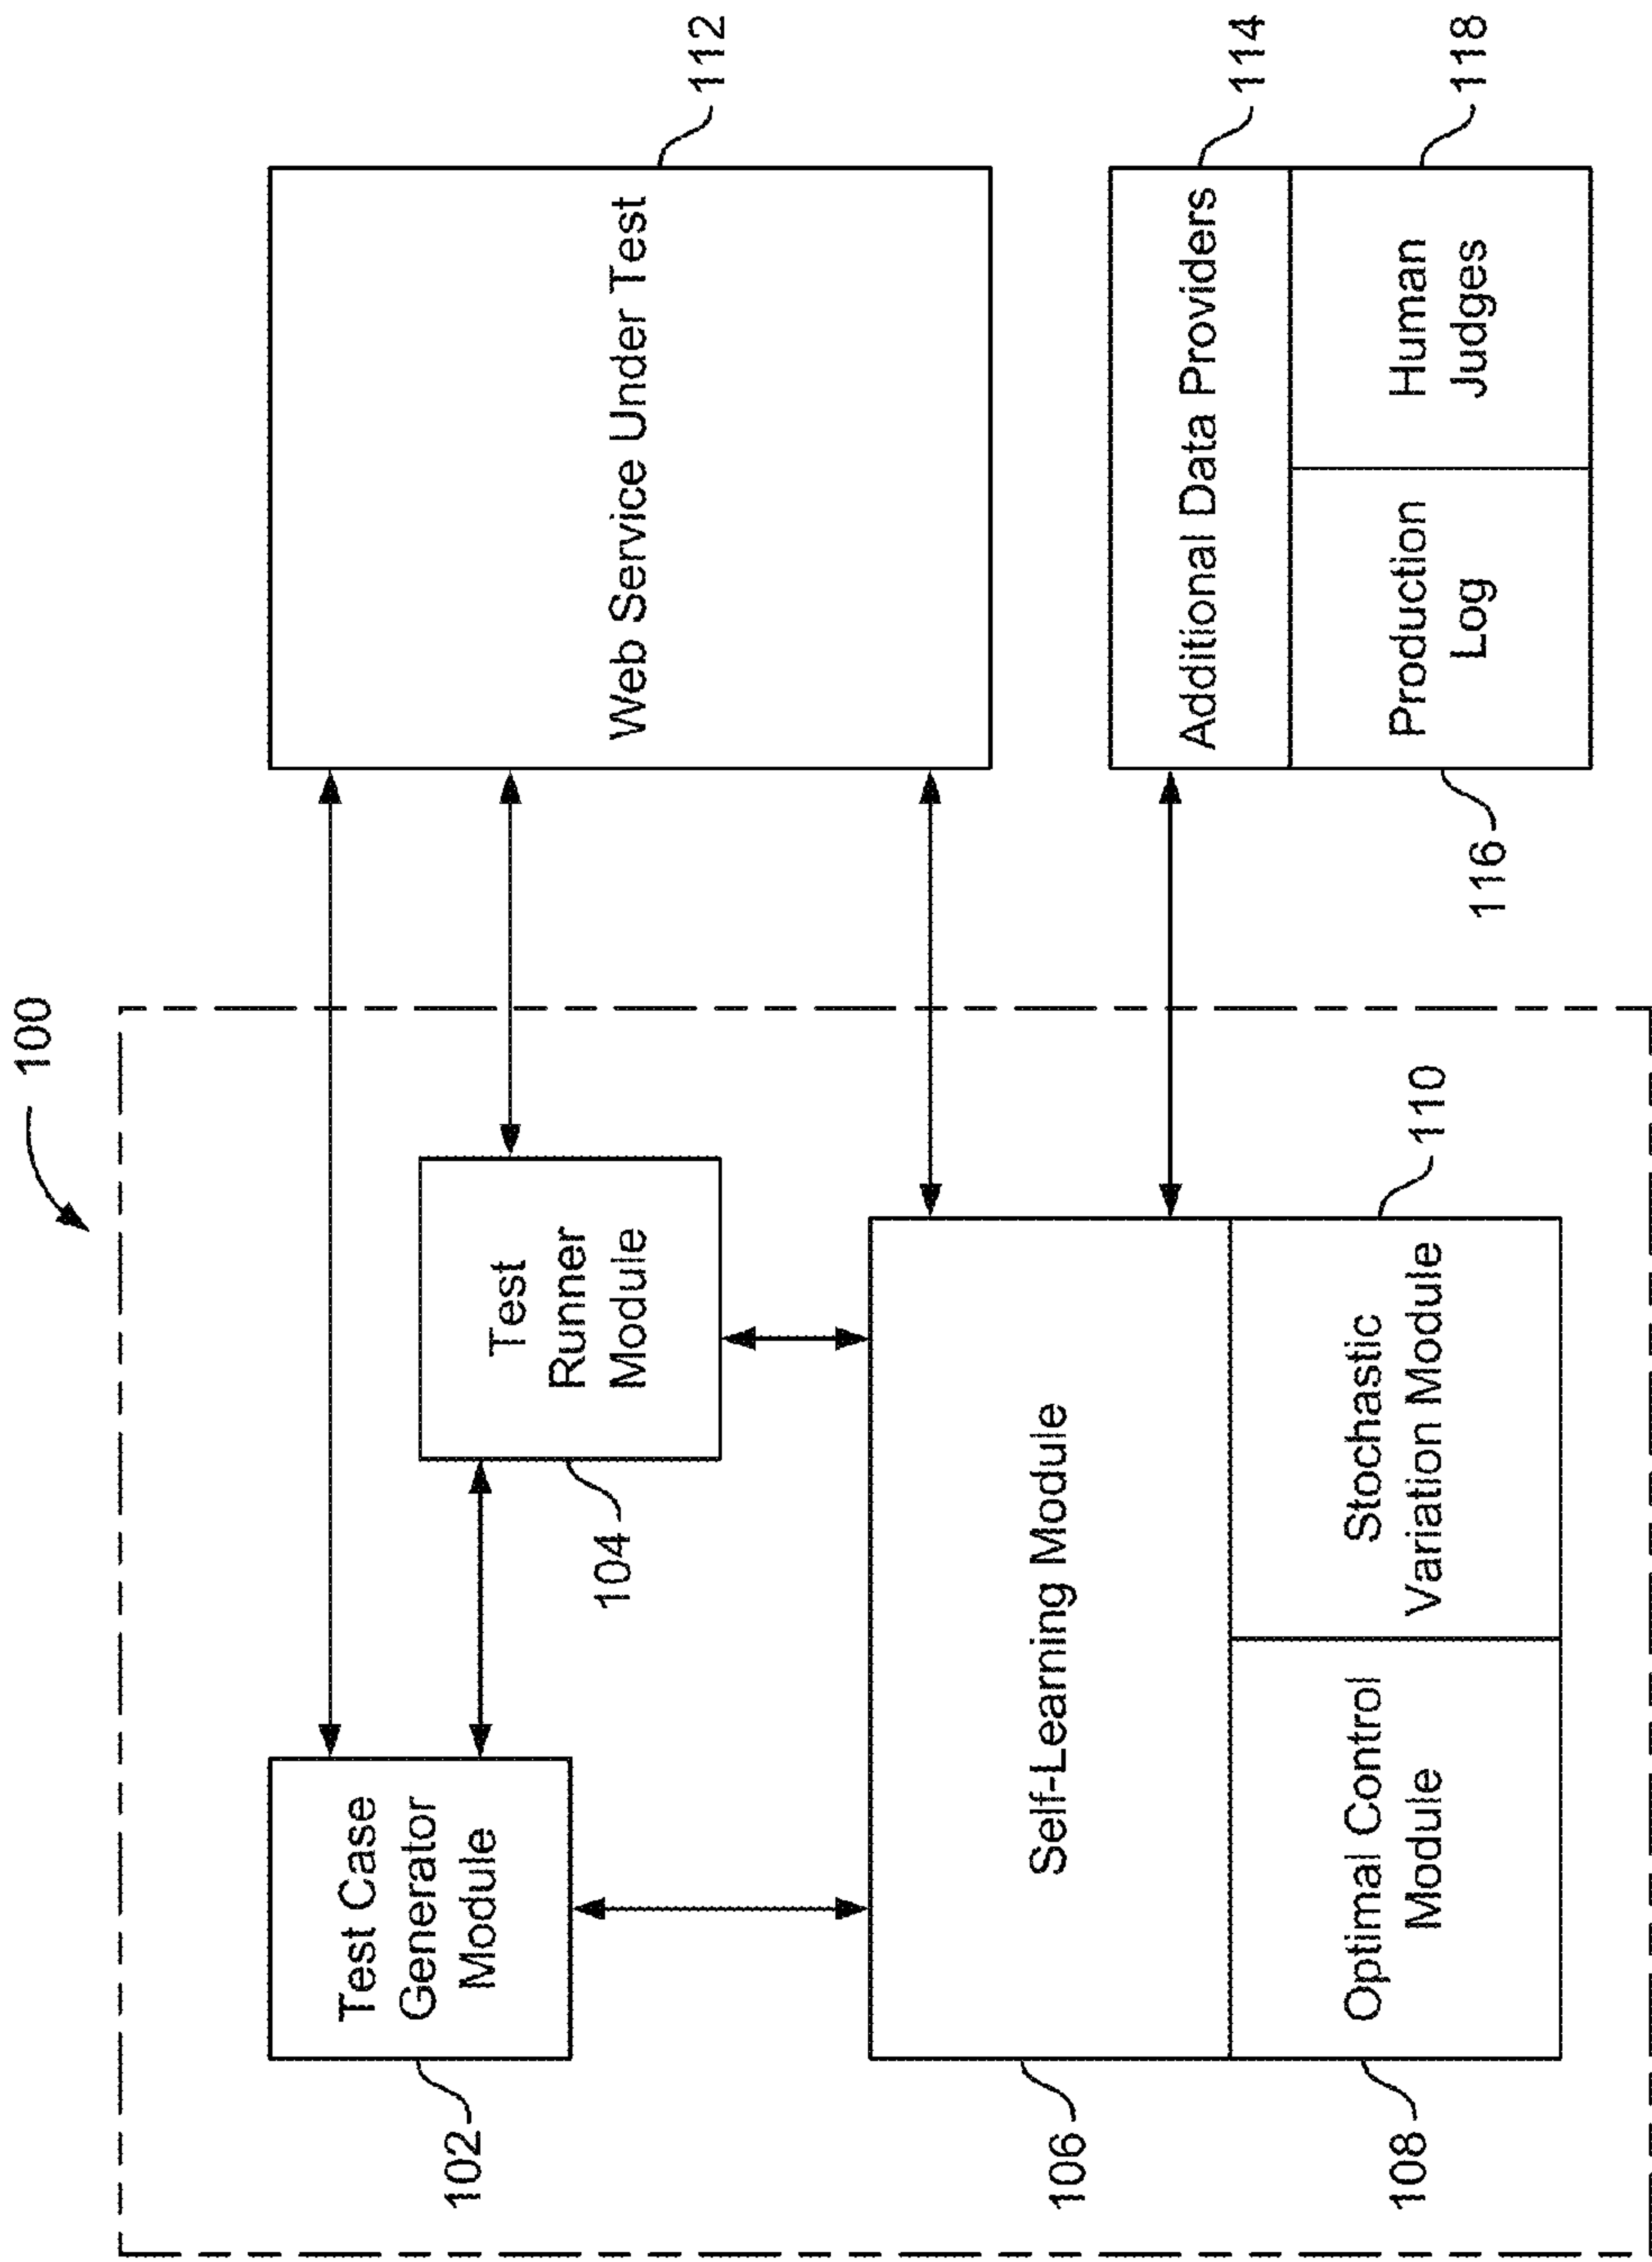 100
Test Case
Generator
Module
102
Test
Runner
Module
104
Web Service Under Test
112
Self-Learning Module
106
Optimal Control
Module
108
Stochastic
Variation Module
110
Additional Data Providers
114
Production
Log
116
Human
Judges
118